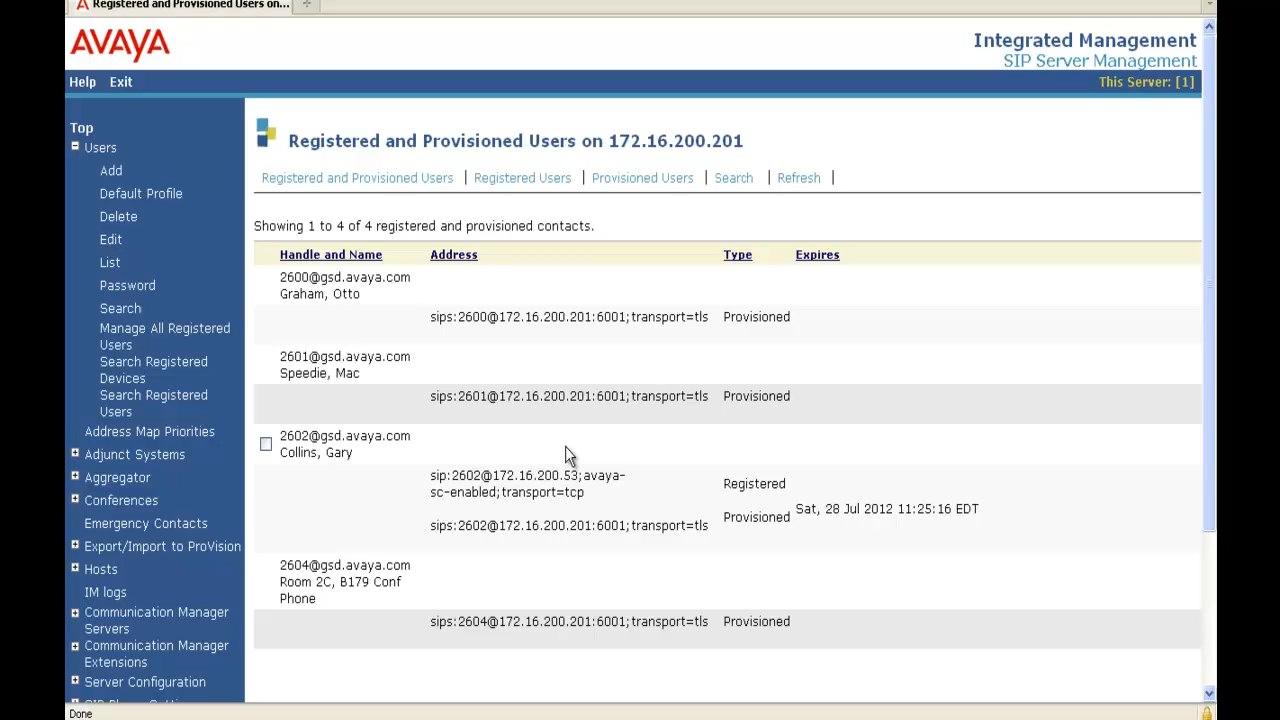 Registered and Provisioned Users on...
AVAYA
Integrated Management
SIP Server Management
Help Exit
This Server: [1]
Top
Users
Add
Default Profile
Delete
Edit
List
Password
Search
Manage All Registered
Users
Search Registered
Devices
Search Registered
Users
Address Map Priorities
Adjunct Systems
Aggregator
Conferences
Emergency Contacts
Export/Import to ProVision
Hosts
IM logs
Communication Manager
Servers
Communication Manager
Extensions
Server Configuration
Registered and Provisioned Users on 172.16.200.201
Registered and Provisioned Users | Registered Users | Provisioned Users | Search | Refresh |
Showing 1 to 4 of 4 registered and provisioned contacts.
Handle and Name Address Type Expires
2600@gsd.avaya.com
Graham, Otto
sips:2600@172.16.200.201:6001;transport=tls Provisioned
2601@gsd.avaya.com
Speedie, Mac
sips:2601@172.16.200.201:6001;transport=tls Provisioned
2602@gsd.avaya.com
Collins, Gary
sip:2602@172.16.200.53;avaya-
sc-enabled;transport=tcp
Registered
Sat, 28 Jul 2012 11:25:16 EDT
sips:2602@172.16.200.201:6001;transport=tls Provisioned
2604@gsd.avaya.com
Room 2C, B179 Conf
Phone
sips:2604@172.16.200.201:6001;transport=tls Provisioned
Done